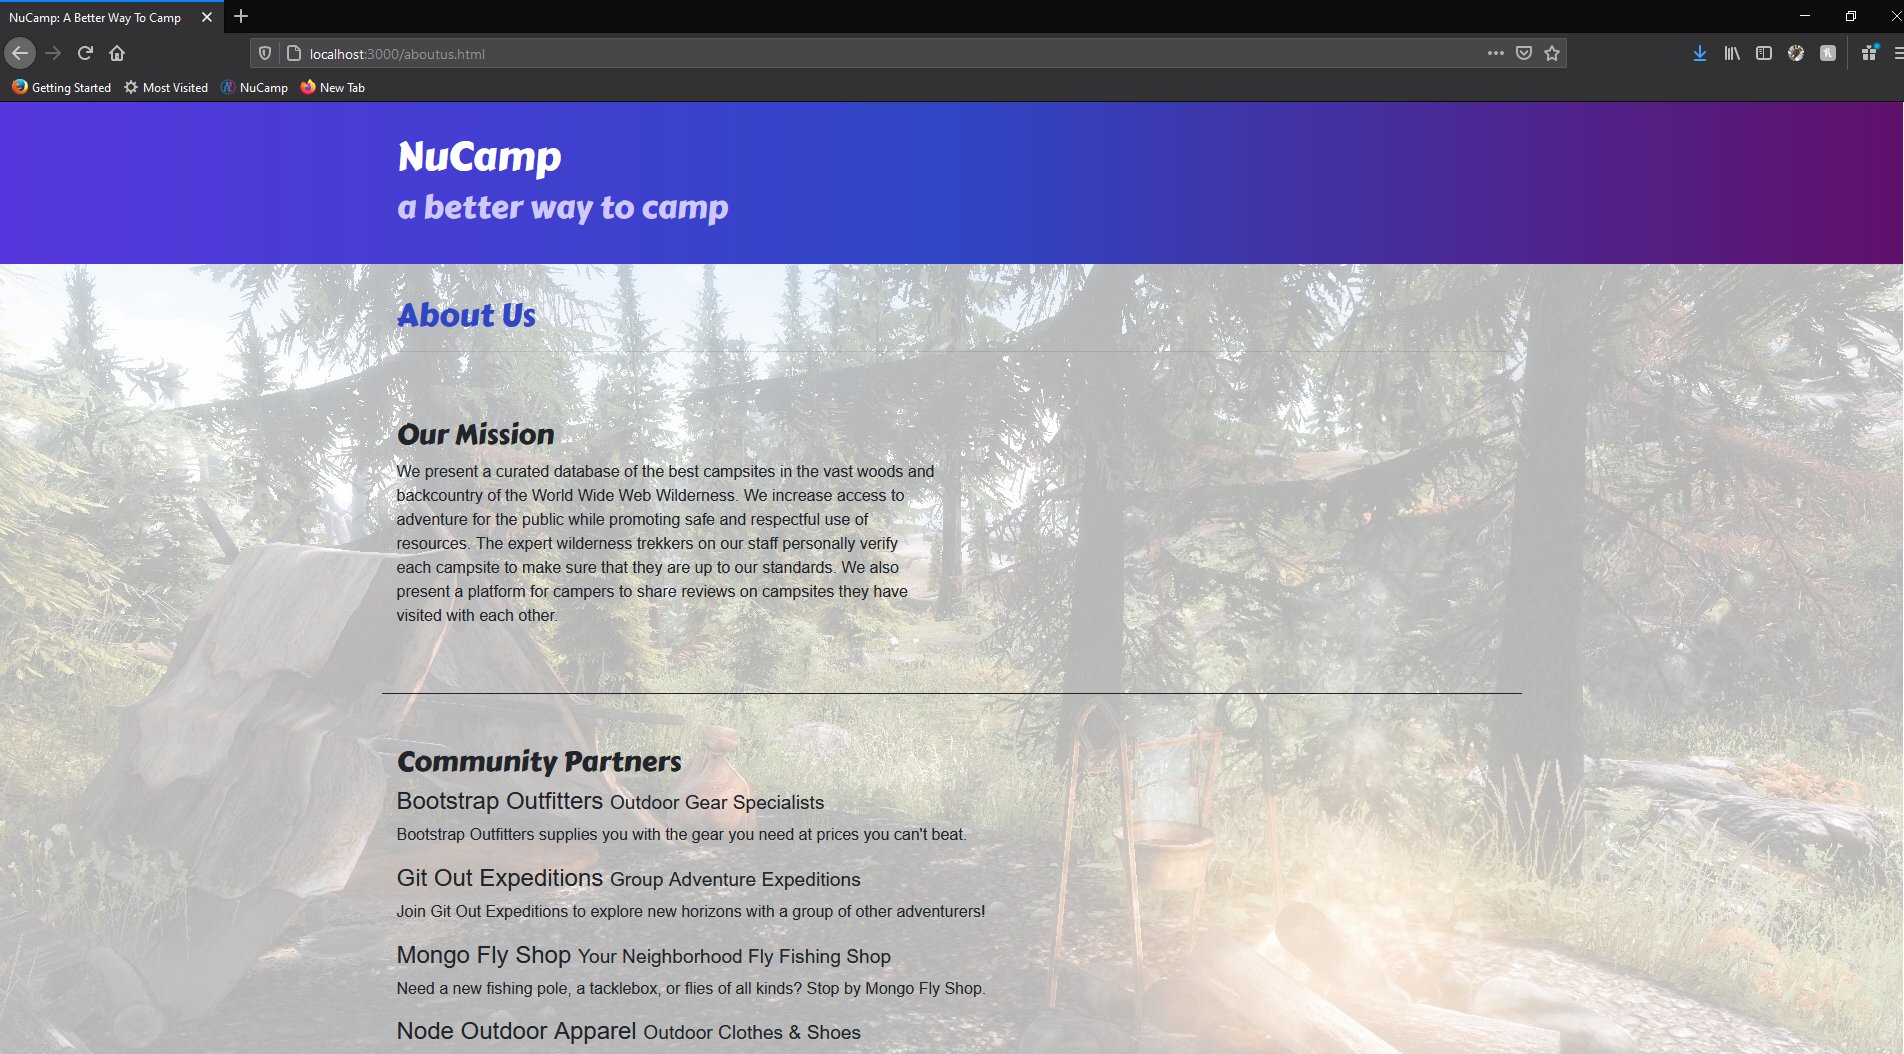 NuCamp: A Better Way To Camp
localhost:3000/aboutus.html
Getting Started Most Visited NuCamp New Tab
NuCamp
a better way to camp
About Us
Our Mission
We present a curated database of the best campsites in the vast woods and
backcountry of the World Wide Web Wilderness. We increase access to
adventure for the public while promoting safe and respectful use of
resources. The expert wilderness trekkers on our staff personally verify
each campsite to make sure that they are up to our standards. We also
present a platform for campers to share reviews on campsites they have
visited with each other.
Community Partners
Bootstrap Outfitters Outdoor Gear Specialists
Bootstrap Outfitters supplies you with the gear you need at prices you can't beat.
Git Out Expeditions Group Adventure Expeditions
Join Git Out Expeditions to explore new horizons with a group of other adventurers!
Mongo Fly Shop Your Neighborhood Fly Fishing Shop
Need a new fishing pole, a tacklebox, or flies of all kinds? Stop by Mongo Fly Shop.
Node Outdoor Apparel Outdoor Clothes & Shoes